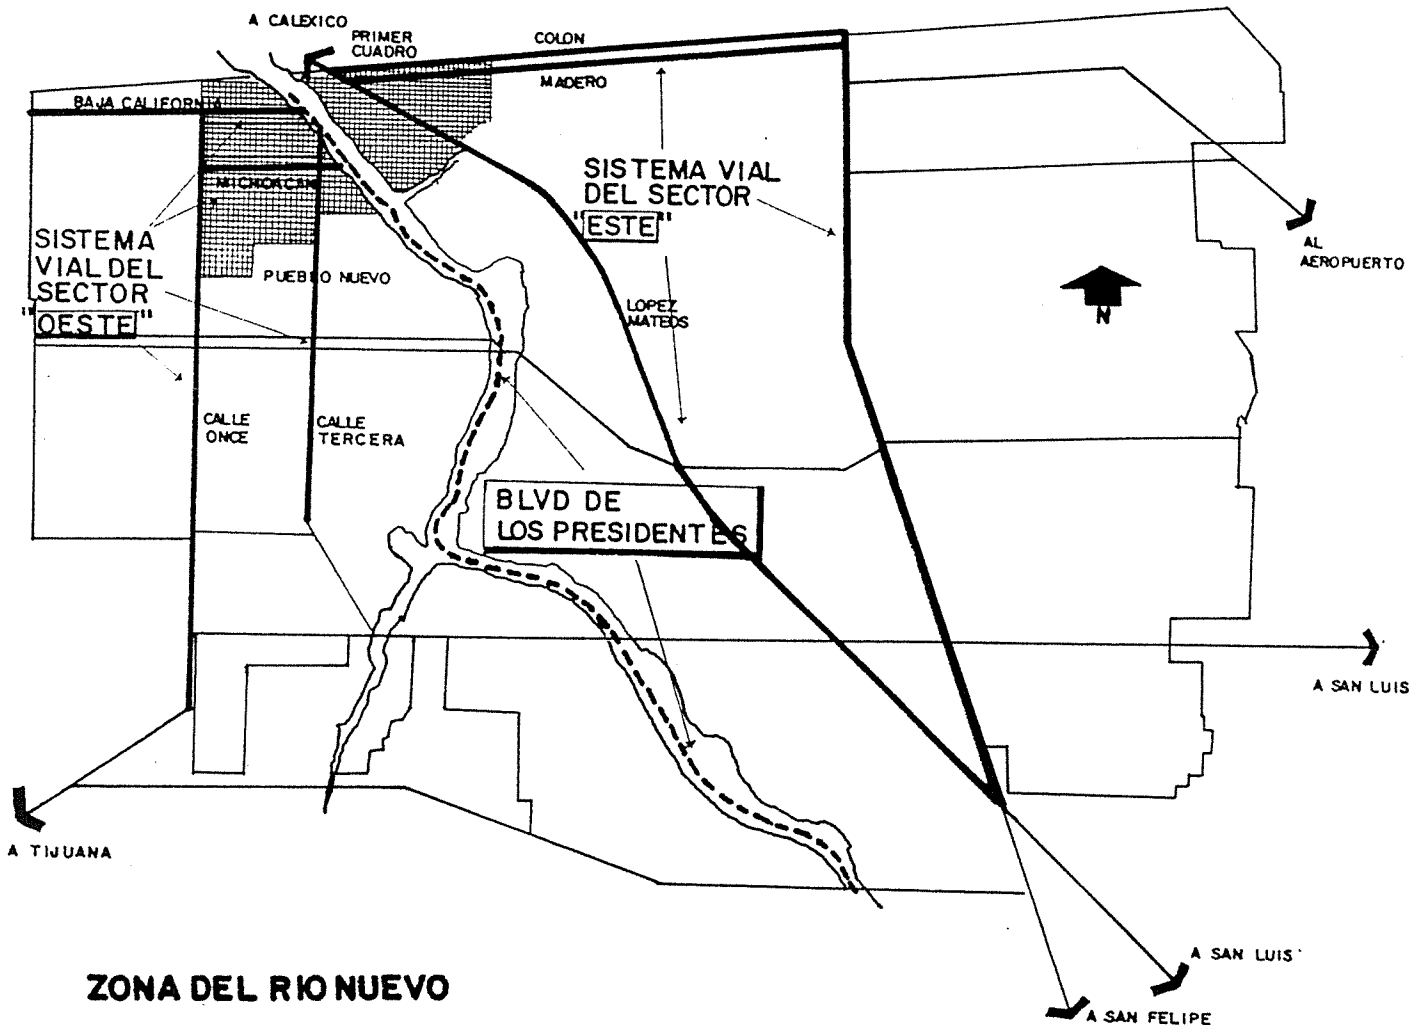 A CALEXICO
PRIMER
CUADRO
COLON
MADERO
BAJA CALIFORNIA
MICHOACAN
SISTEMA VIAL
DEL SECTOR
"ESTE"
SISTEMA
VIAL DEL
SECTOR
"OESTE"
PUEBLO NUEVO
AL
AEROPUERTO
N
LOPEZ
MATEOS
CALLE
ONCE
CALLE
TERCERA
BLVD DE
LOS PRESIDENTES
A SAN LUIS
A TIJUANA
A SAN LUIS
A SAN FELIPE
ZONA DEL RIO NUEVO